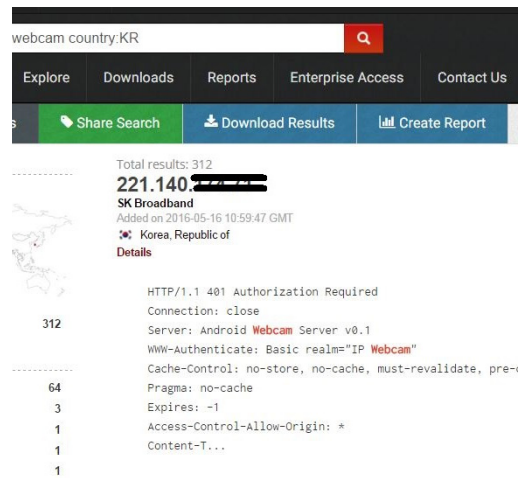 webcam country:KR
Explore Downloads Reports Enterprise Access Contact Us
s Share Search Download Results Create Report
Total results: 312
221.140.
SK Broadband
Added on 2016-05-16 10:59:47 GMT
Korea, Republic of
Details
HTTP/1.1 401 Authorization Required
Connection: close
312
Server: Android Webcam Server v0.1
WWW-Authenticate: Basic realm="IP Webcam"
Cache-Control: no-store, no-cache, must-revalidate, pre-c
64
Pragma: no-cache
3
Expires: -1
1
Access-Control-Allow-Origin: *
1
Content-T...
1